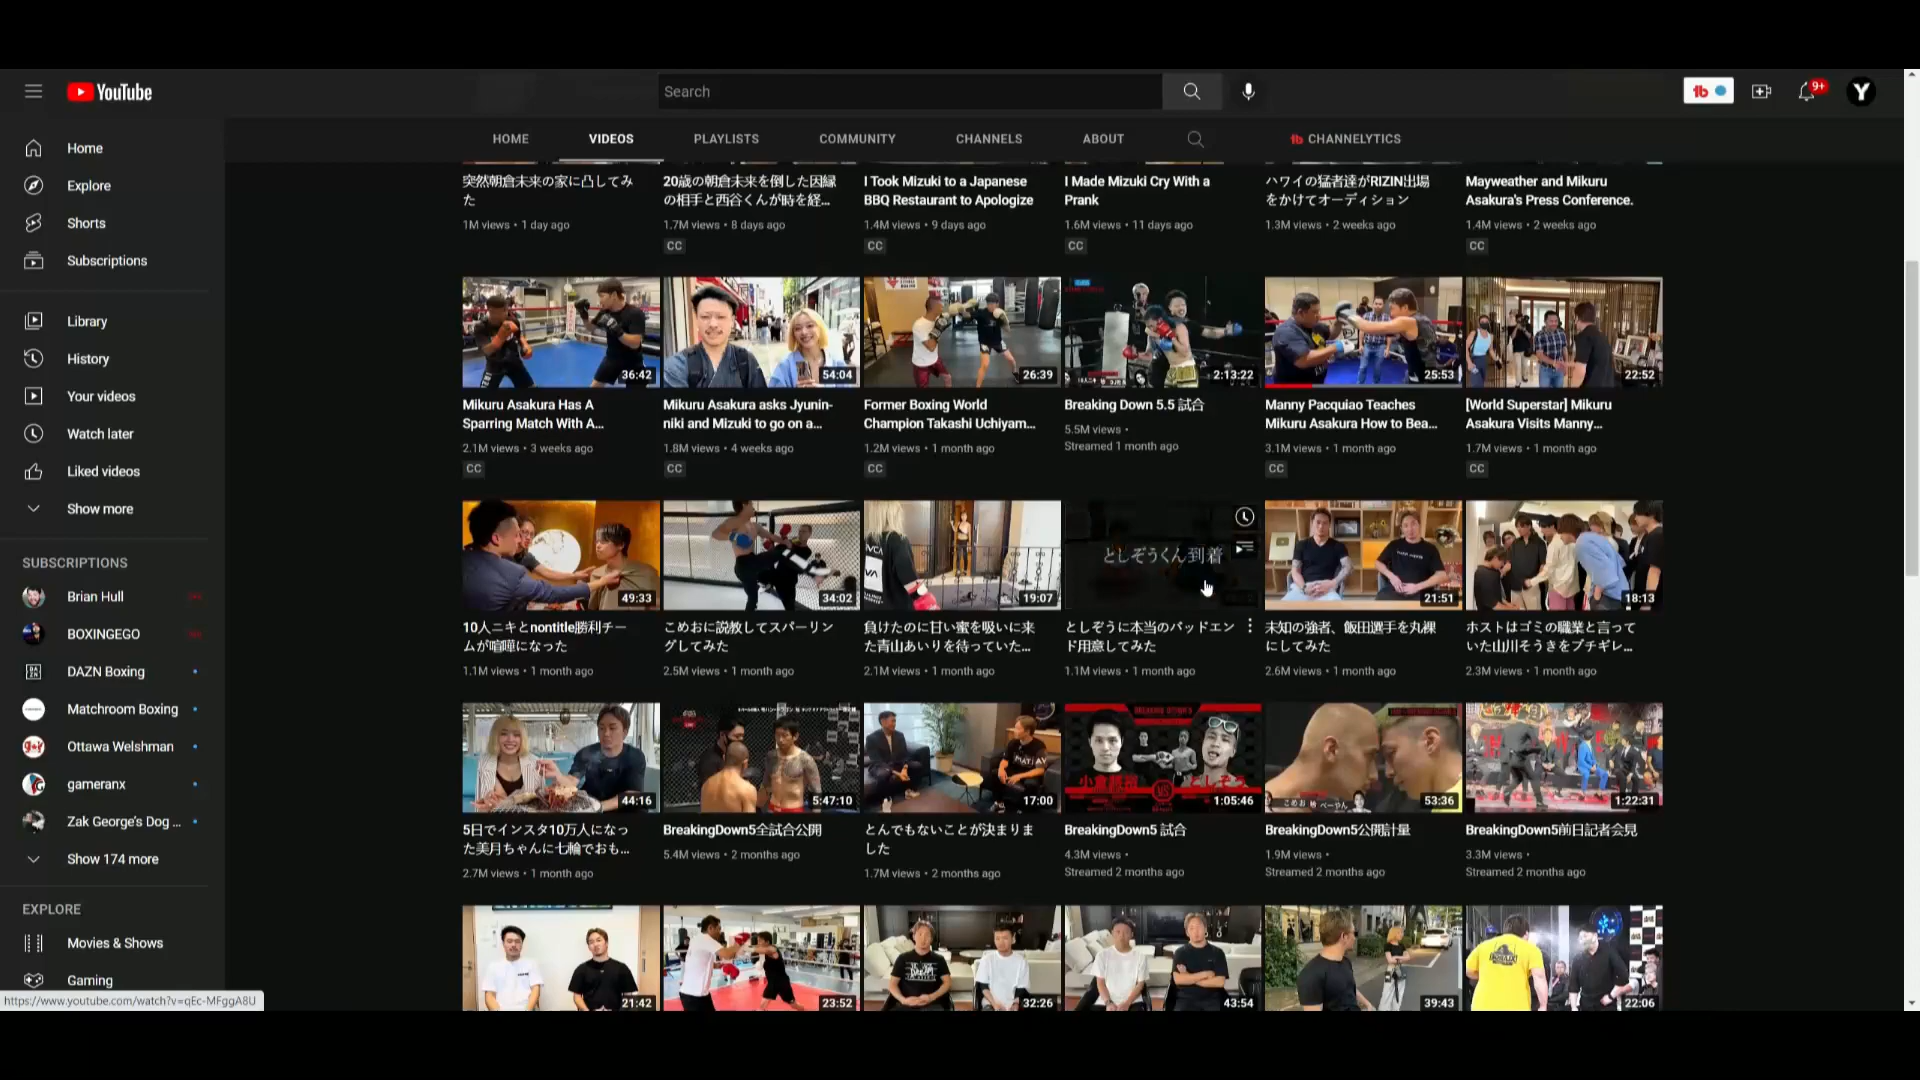 YouTube
Search
9+
Y
HOME
VIDEOS
PLAYLISTS
COMMUNITY
CHANNELS
ABOUT
CHANNELYTICS
Home
Explore
Shorts
Subscriptions
Library
History
Your videos
Watch later
Liked videos
Show more
SUBSCRIPTIONS
Brian Hull
BOXINGEGO
DAZN Boxing
Matchroom Boxing
Ottawa Welshman
gameranx
Zak George's Dog ...
Show 174 more
EXPLORE
Movies & Shows
Gaming
https://www.youtube.com/watch?v=qEc-MFggA8U
突然朝倉未来の家に凸してみ
た
1M views • 1 day ago
20歳の朝倉未来を倒した因縁
の相手と西谷くんが時を経...
1.7M views • 8 days ago
CC
I Took Mizuki to a Japanese
BBQ Restaurant to Apologize
1.4M views • 9 days ago
CC
I Made Mizuki Cry With a
Prank
1.6M views • 11 days ago
CC
ハワイの猛者達がRIZIN出場
をかけてオーディション
1.3M views • 2 weeks ago
Mayweather and Mikuru
Asakura's Press Conference.
1.4M views • 2 weeks ago
CC
36:42
Mikuru Asakura Has A
Sparring Match With A...
2.1M views • 3 weeks ago
CC
54:04
Mikuru Asakura asks Jyunin-
niki and Mizuki to go on a...
1.8M views • 4 weeks ago
CC
26:39
Former Boxing World
Champion Takashi Uchiyam...
1.2M views • 1 month ago
CC
2:13:22
Breaking Down 5.5 試合
5.5M views •
Streamed 1 month ago
25:53
Manny Pacquiao Teaches
Mikuru Asakura How to Bea...
3.1M views • 1 month ago
CC
22:52
[World Superstar] Mikuru
Asakura Visits Manny...
1.7M views • 1 month ago
CC
49:33
10人ニキとnontitle勝利チー
ムが喧嘩になった
1.1M views • 1 month ago
34:02
こめおに説教してスパーリン
グしてみた
2.5M views • 1 month ago
19:07
負けたのに甘い蜜を吸いに来
た青山あいりを待っていた...
2.1M views • 1 month ago
としぞうくん到着
としぞうに本当のバッドエン
ド用意してみた
1.1M views • 1 month ago
21:51
未知の強者、飯田選手を丸裸
にしてみた
2.6M views • 1 month ago
18:13
ホストはゴミの職業と言って
いた山川そうきをブチギレ...
2.3M views • 1 month ago
44:16
5日でインスタ10万人になっ
た美月ちゃんに七輪でおも...
2.7M views • 1 month ago
5:47:10
BreakingDown5全試合公開
5.4M views • 2 months ago
17:00
とんでもないことが決まりま
した
1.7M views • 2 months ago
VS
としぞう
1:05:46
BreakingDown5 試合
4.3M views •
Streamed 2 months ago
53:36
BreakingDown5公開計量
1.9M views •
Streamed 2 months ago
1:22:31
BreakingDown5前日記者会見
3.3M views •
Streamed 2 months ago
21:42
23:52
32:26
43:54
39:43
22:06